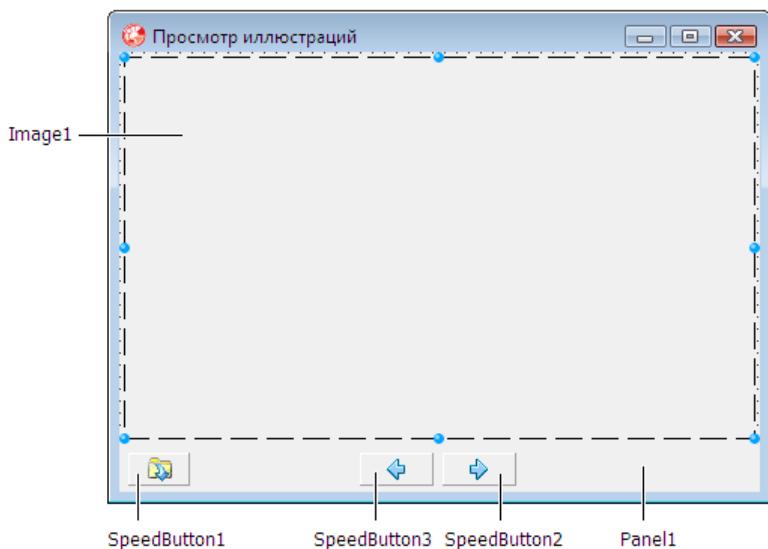 Просмотр иллюстраций
Image1
SpeedButton1
SpeedButton3
SpeedButton2
Panel1